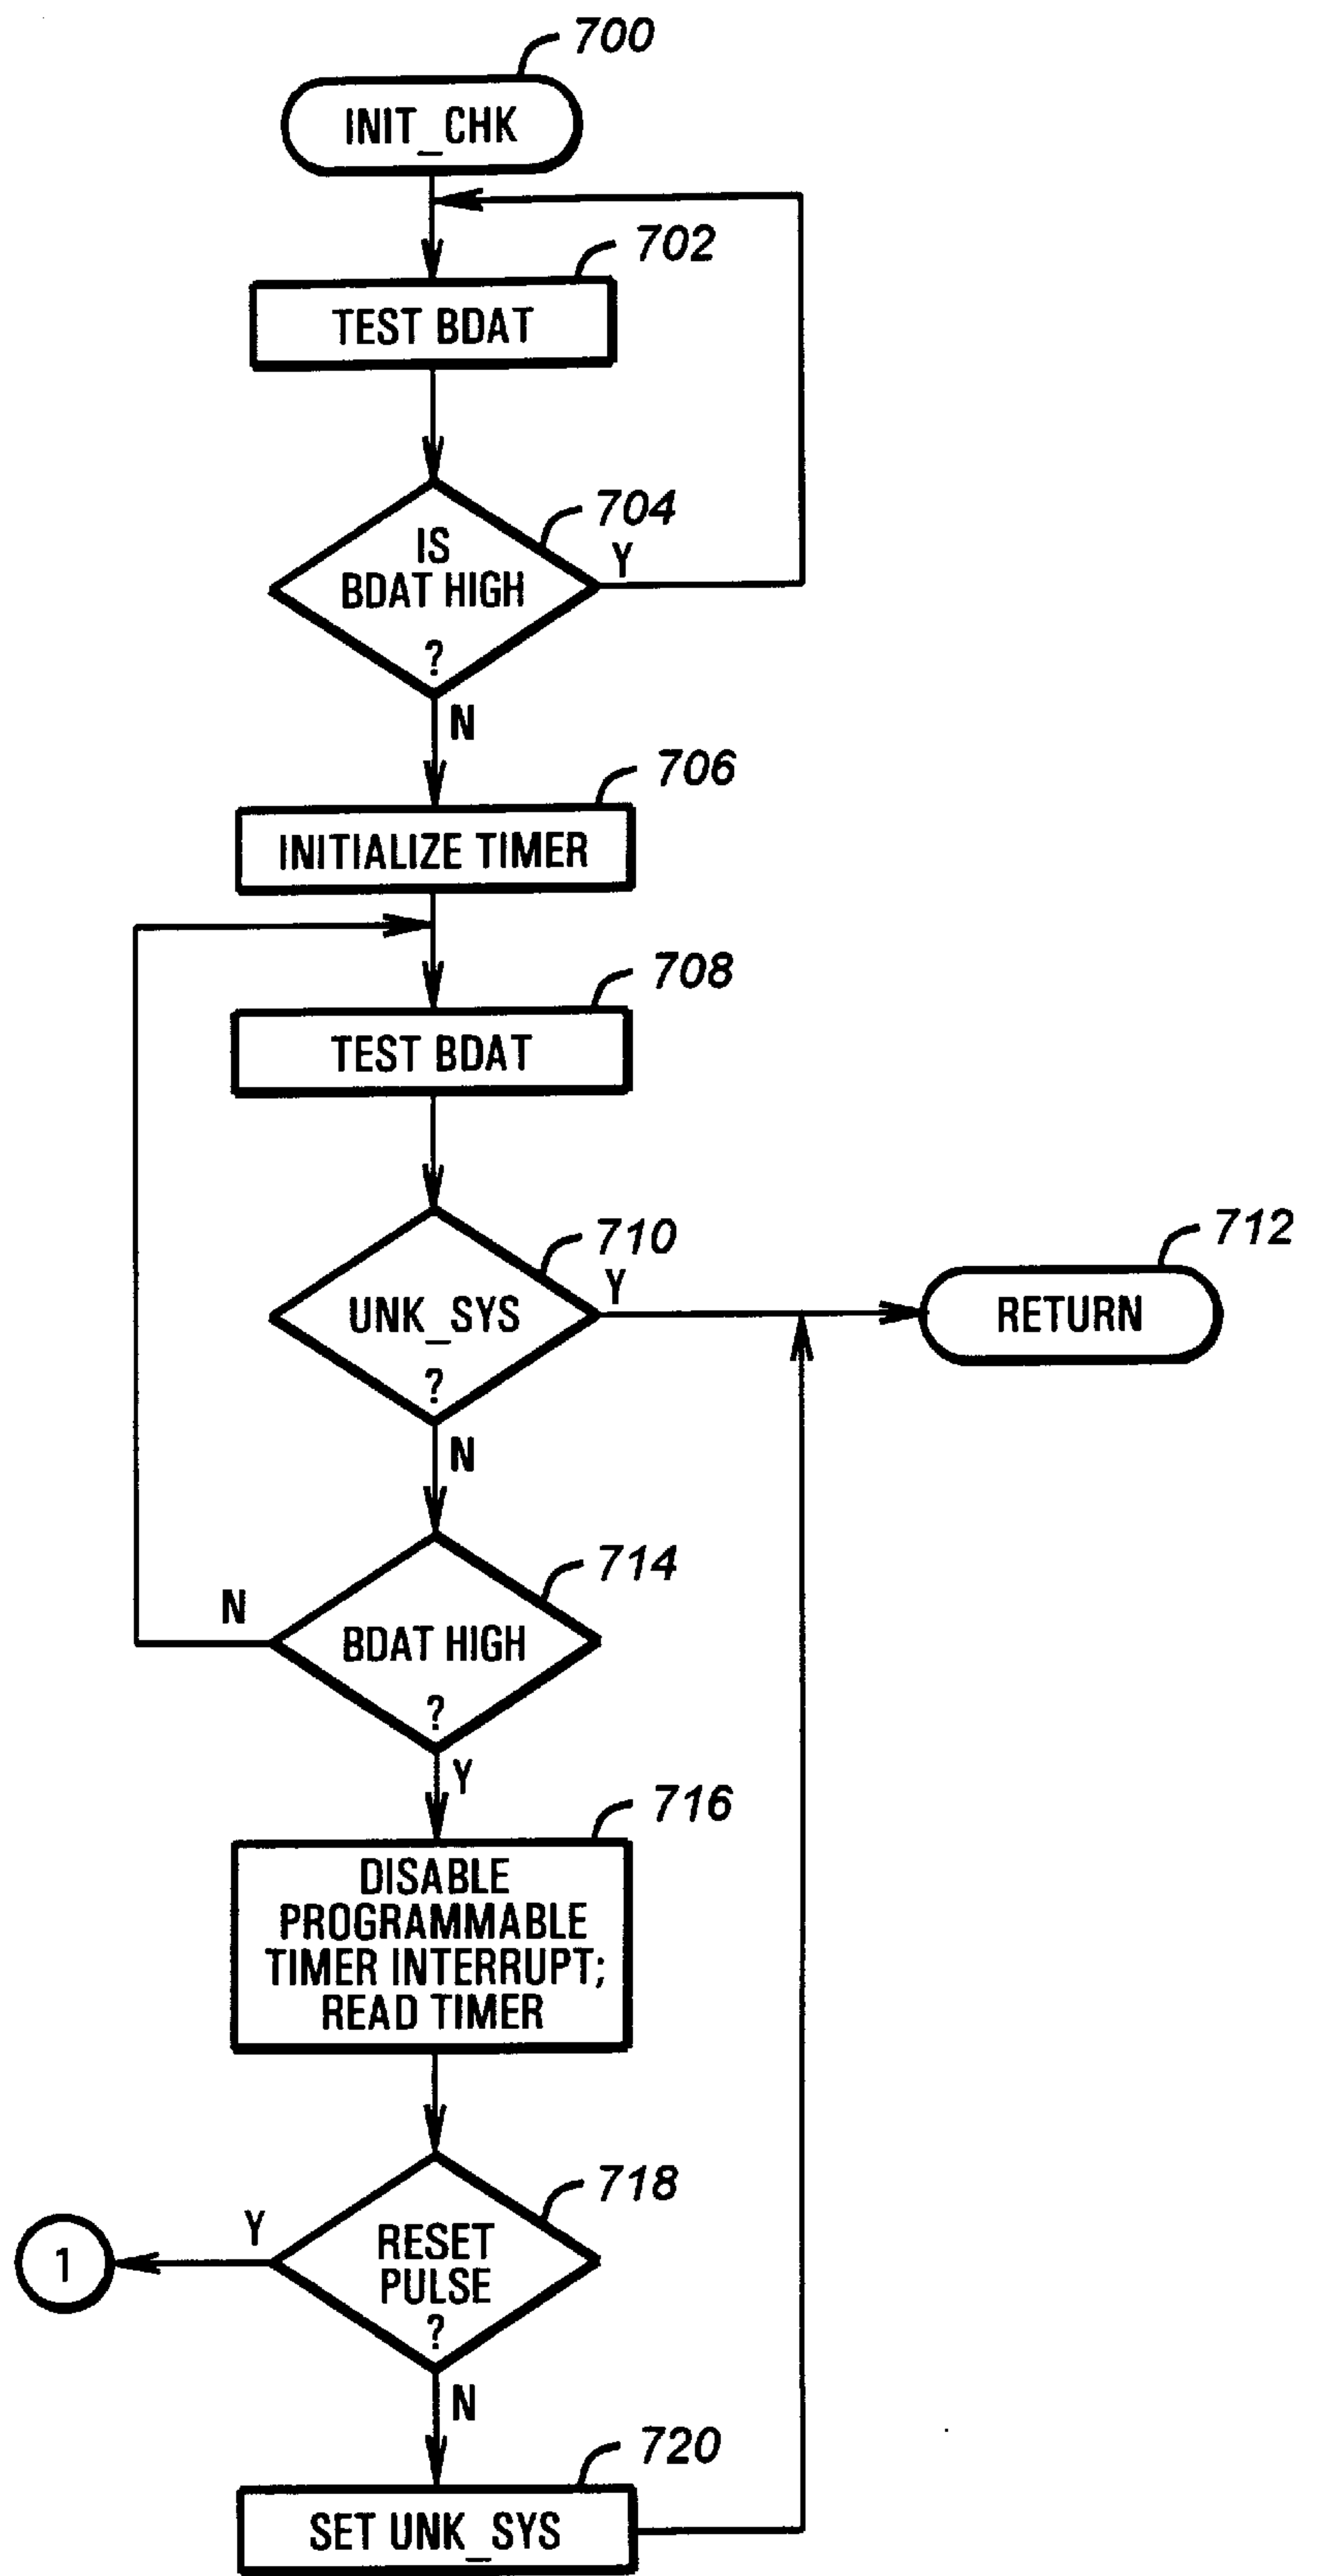 700
INIT_CHK
702
TEST BDAT
704
IS
BDAT HIGH
?
Y
N
706
INITIALIZE TIMER
708
TEST BDAT
710
UNK_SYS
?
Y
N
712
RETURN
714
BDAT HIGH
?
N
Y
716
DISABLE
PROGRAMMABLE
TIMER INTERRUPT;
READ TIMER
718
RESET
PULSE
?
Y
1
N
720
SET UNK_SYS